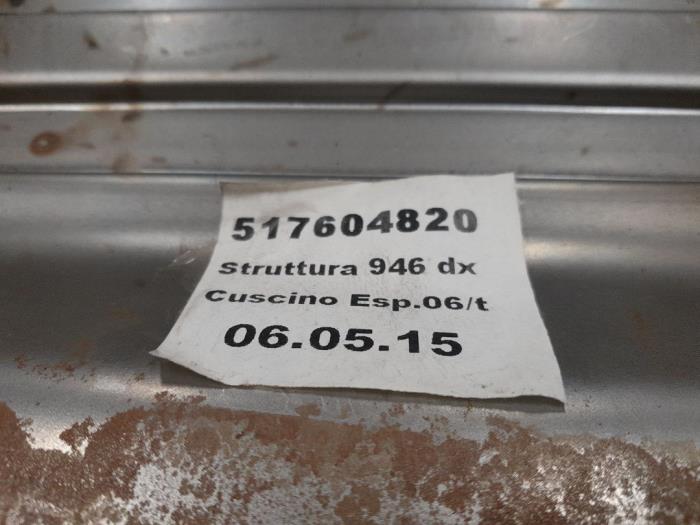 517604820
Struttura 946 dx
Cuscino Esp.06/t
06.05.15